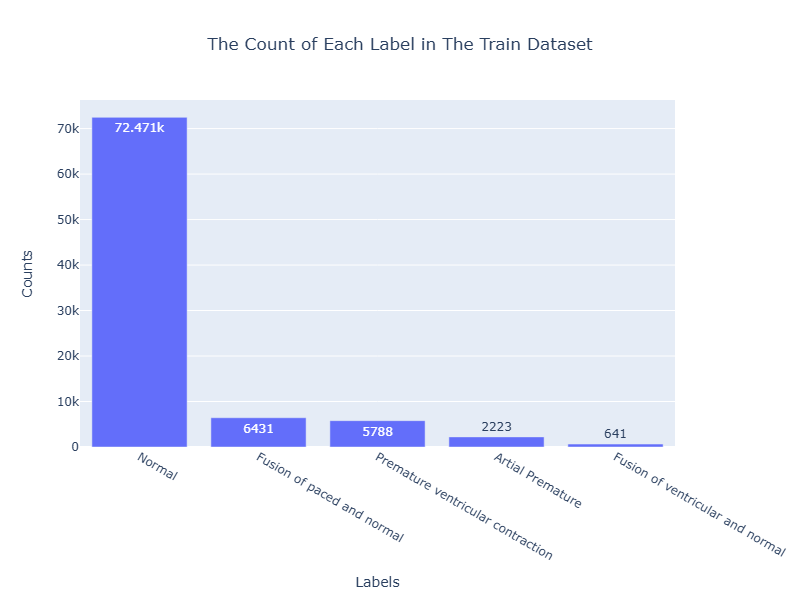 The Count of Each Label in The Train Dataset
Counts
70k
60k
50k
40k
30k
20k
10k
0
72.471k
6431
5788
2223
641
Normal
Fusion of paced and normal
Premature ventricular contraction
Artial Premature
Fusion of ventricular and normal
Labels